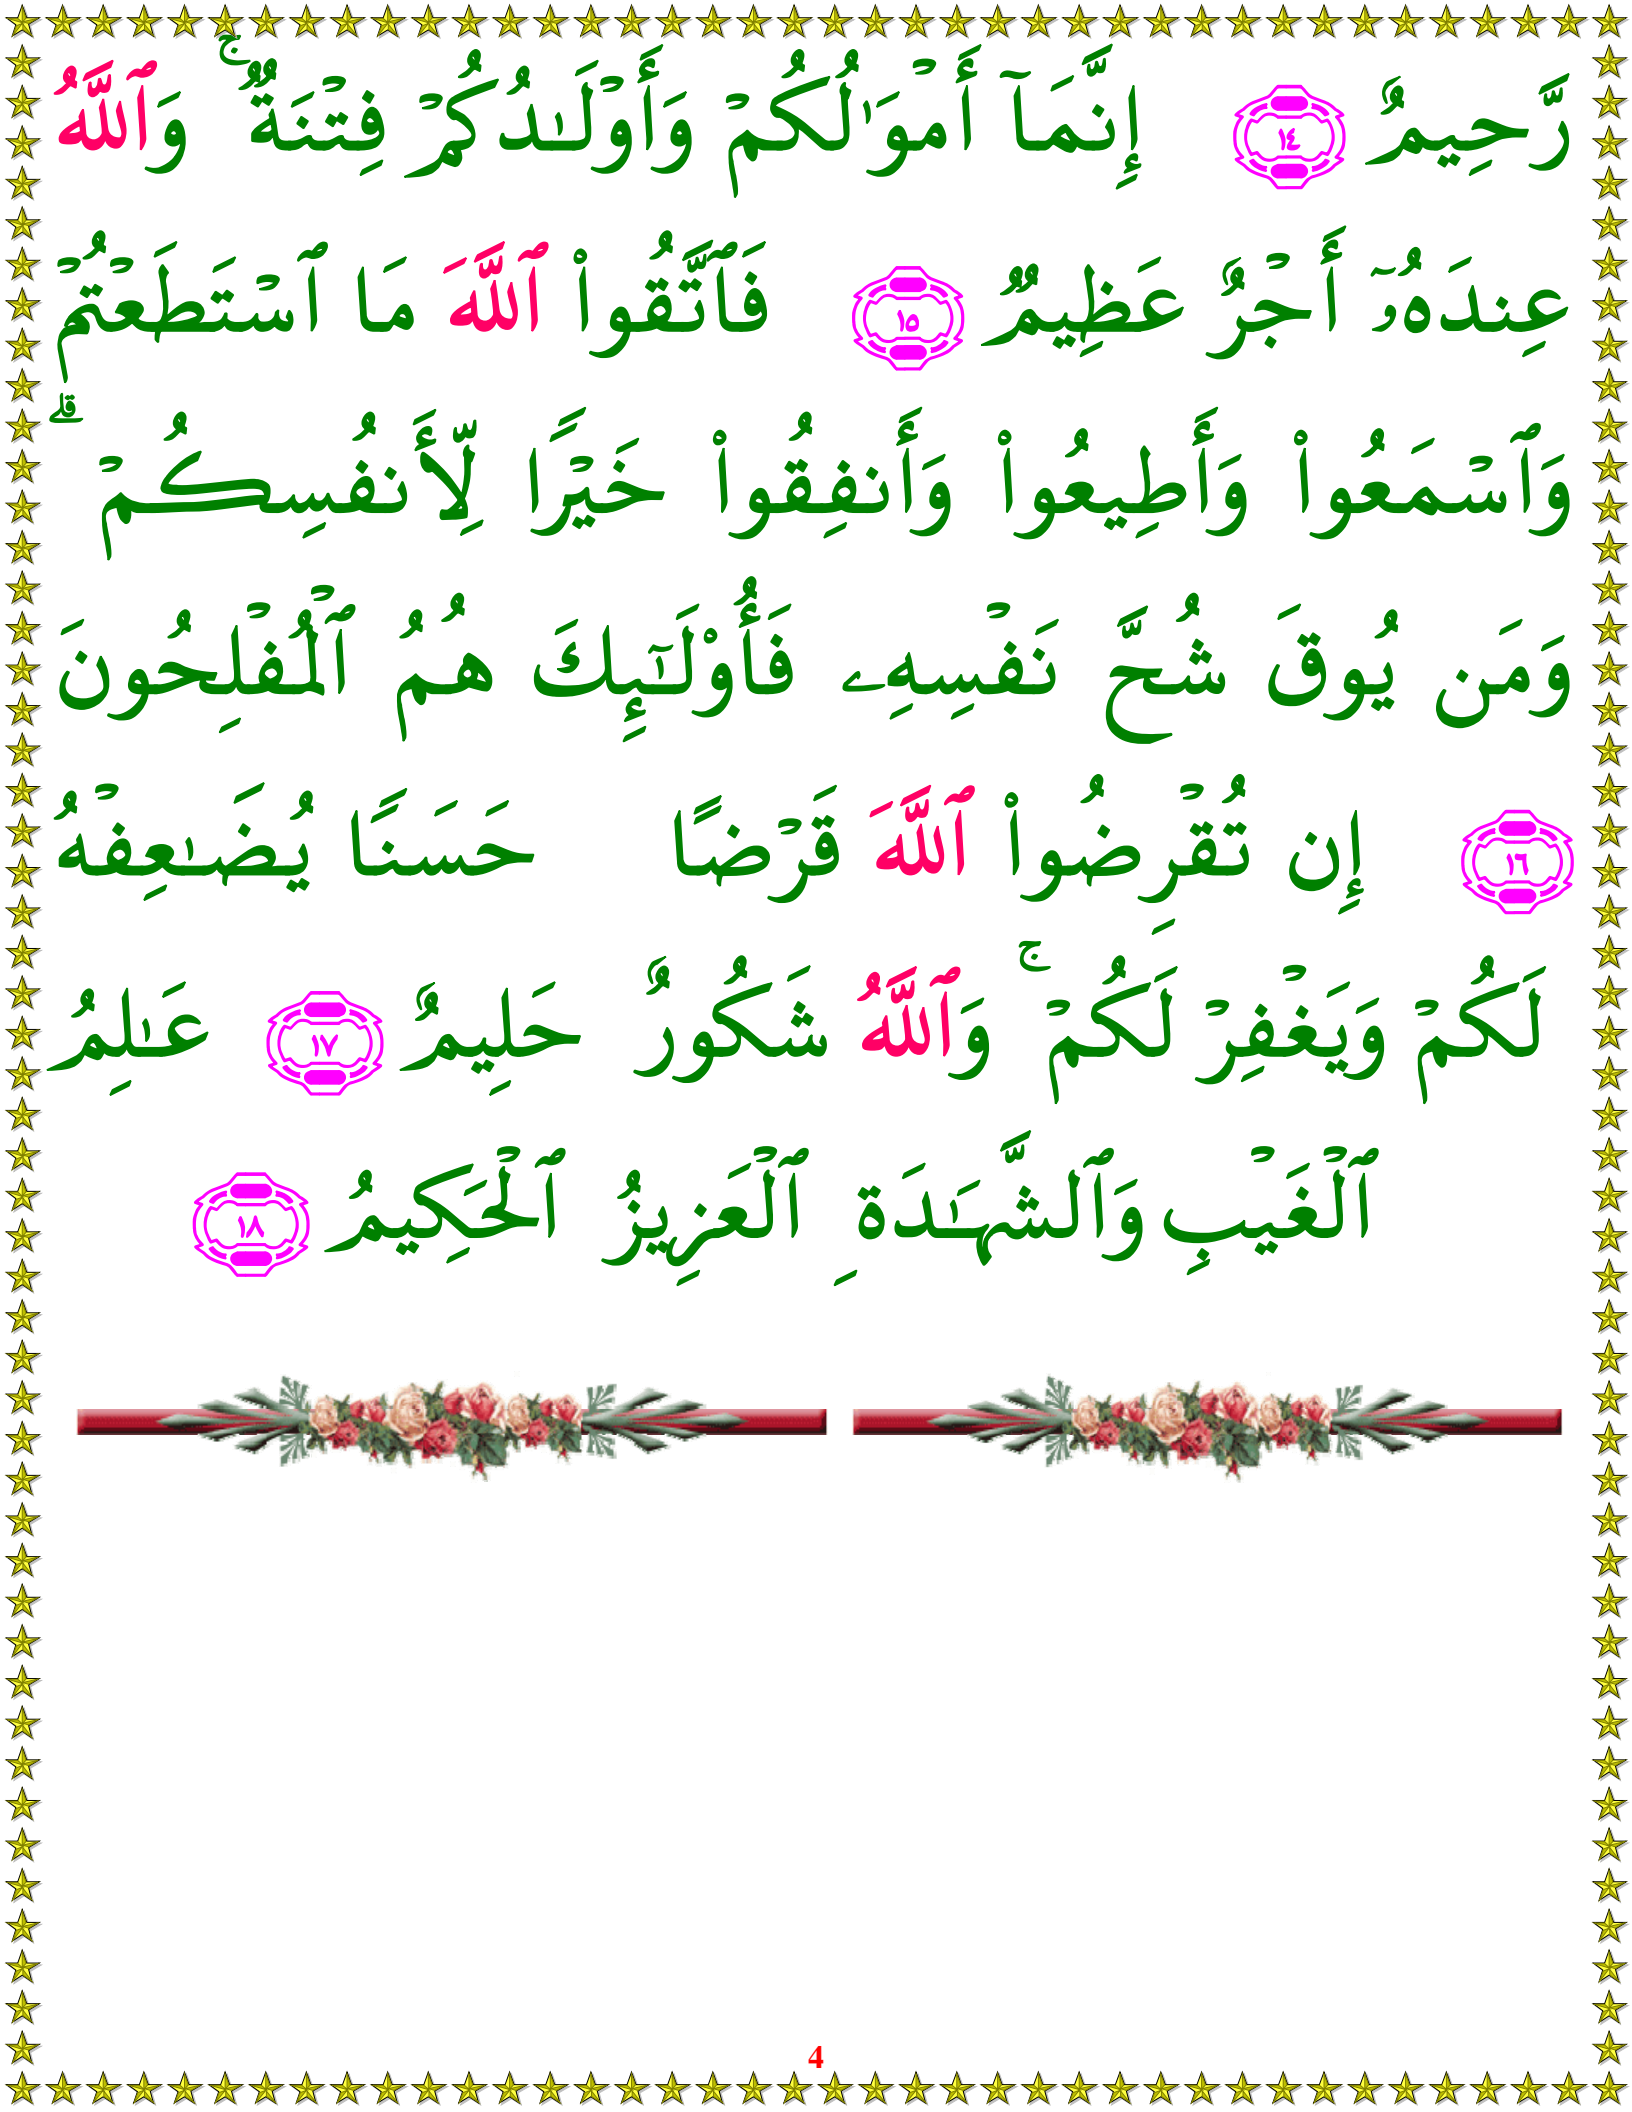 رَّحِيمٌ ١٤ إِنَّمَآ أَمْوَٰلُكُمْ وَأَوْلَـٰدُكُمْ فِتْنَةٌ ۚ وَٱللَّهُ
عِندَهُۥٓ أَجْرٌ عَظِيمٌ ١٥ فَٱتَّقُوا۟ ٱللَّهَ مَا ٱسْتَطَعْتُمْ
وَٱسْمَعُوا۟ وَأَطِيعُوا۟ وَأَنفِقُوا۟ خَيْرًا لِّأَنفُسِكُمْ ۗ
وَمَن يُوقَ شُحَّ نَفْسِهِۦ فَأُو۟لَـٰٓئِكَ هُمُ ٱلْمُفْلِحُونَ
١٦ إِن تُقْرِضُوا۟ ٱللَّهَ قَرْضًا حَسَنًا يُضَـٰعِفْهُ
لَكُمْ وَيَغْفِرْ لَكُمْ ۚ وَٱللَّهُ شَكُورٌ حَلِيمٌ ١٧ عَـٰلِمُ
ٱلْغَيْبِ وَٱلشَّهَـٰدَةِ ٱلْعَزِيزُ ٱلْحَكِيمُ ١٨
4